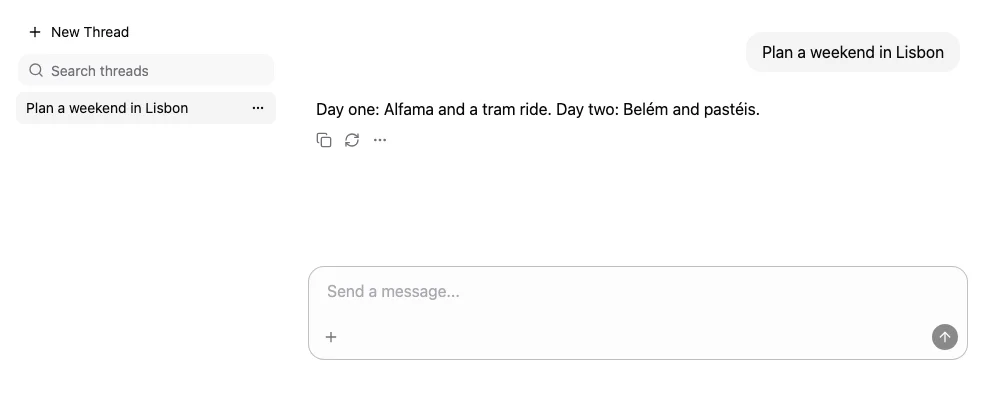 New Thread
Search threads
Plan a weekend in Lisbon
Plan a weekend in Lisbon
Day one: Alfama and a tram ride. Day two: Belém and pastéis.
Send a message...